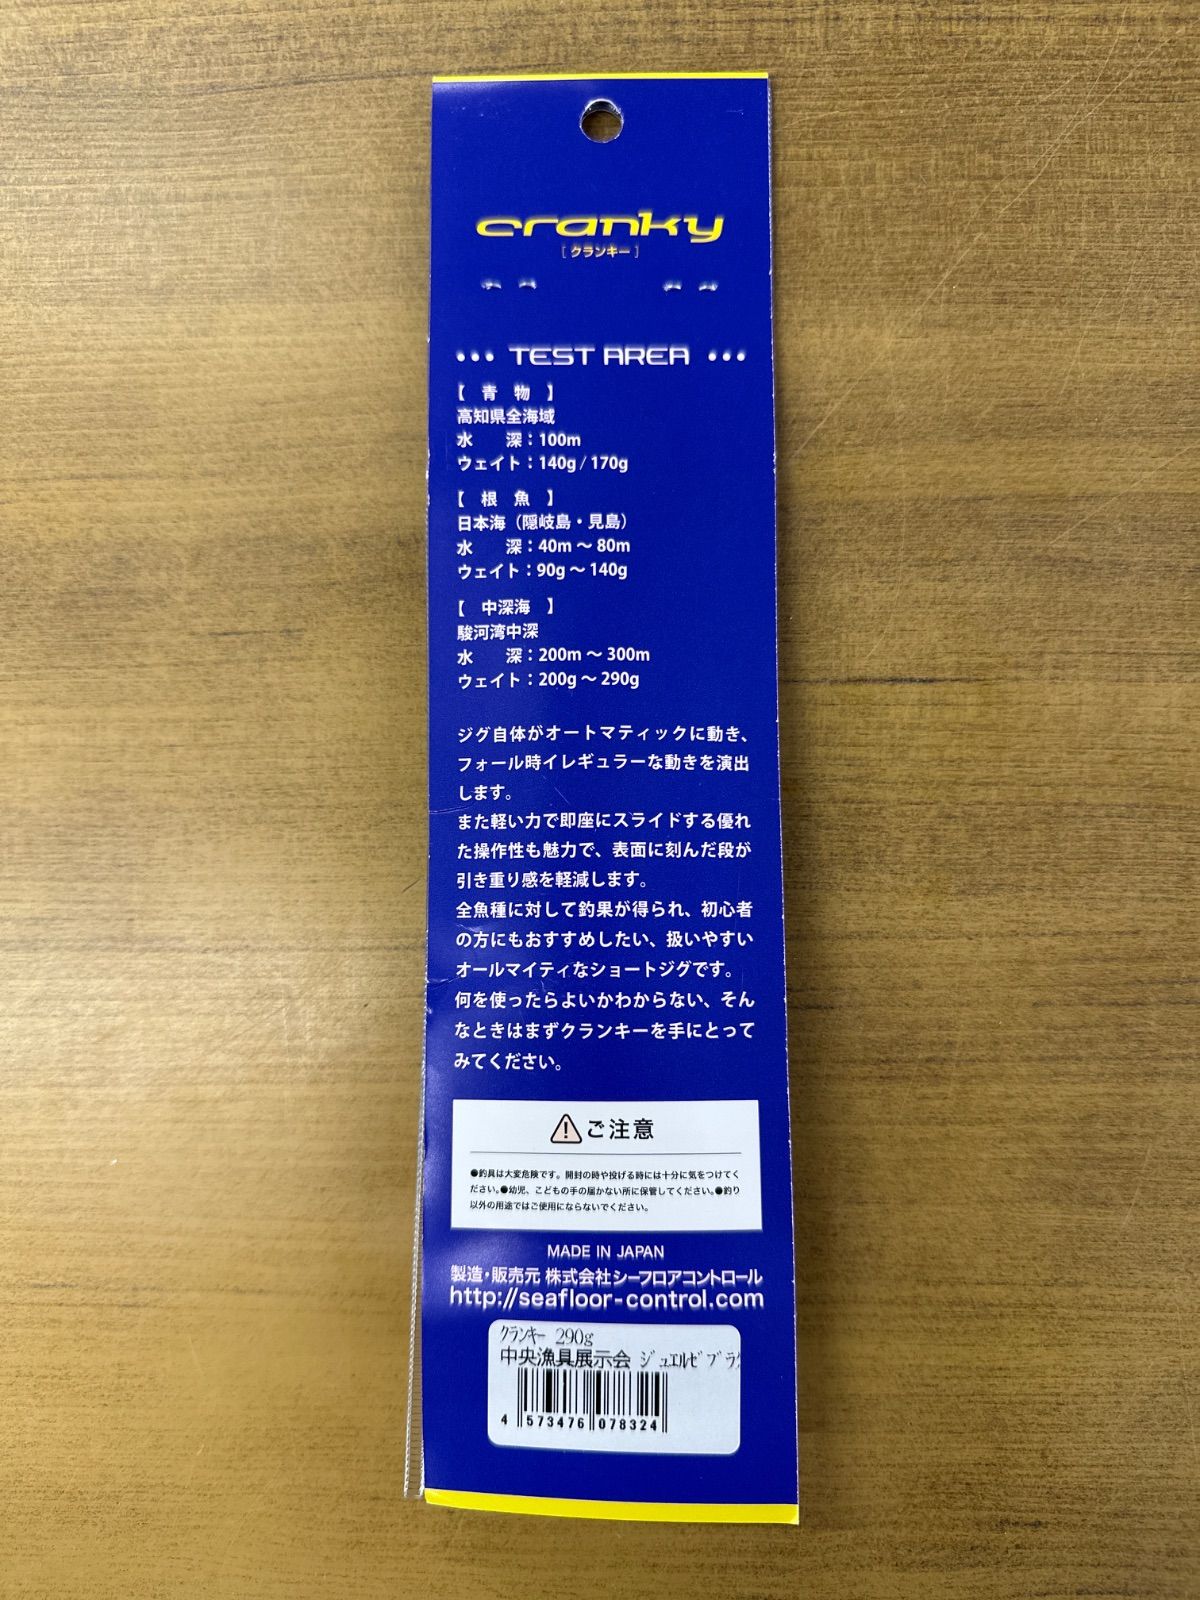 cranky
[クランキー]
••• TEST AREA •••
【 青 物 】
高知県全海域
水 深：100m
ウェイト：140g / 170g
【 根 魚 】
日本海（隠岐島・見島）
水 深：40m ～ 80m
ウェイト：90g ～ 140g
【 中深海 】
駿河湾中深
水 深：200m ～ 300m
ウェイト：200g ～ 290g
ジグ自体がオートマティックに動き、
フォール時イレギュラーな動きを演出
します。
また軽い力で即座にスライドする優れ
た操作性も魅力で、表面に刻んだ段が
引き重り感を軽減します。
全魚種に対して釣果が得られ、初心者
の方にもおすすめしたい、扱いやすい
オールマイティなショートジグです。
何を使ったらよいかわからない、そん
なときはまずクランキーを手にとって
みてください。
ご注意
●釣具は大変危険です。開封の時や投げる時には十分に気をつけてく
ださい。●幼児、こどもの手の届かない所に保管してください。●釣り
以外の用途ではご使用にならないでください。
MADE IN JAPAN
製造・販売元 株式会社シーフロアコントロール
http://seafloor-control.com
クランキー 290g
中央漁具展示会 ジュエルゼブラ
4 573476 078324